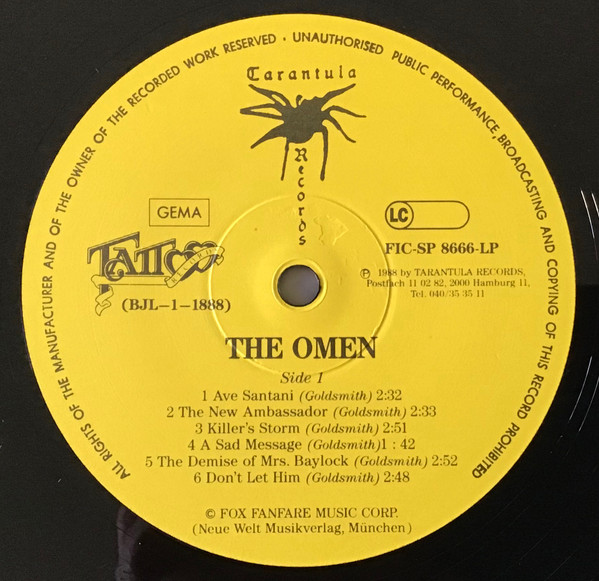 ALL RIGHTS OF THE MANUFACTURER AND OF THE OWNER OF THE RECORDED WORK RESERVED · UNAUTHORISED PUBLIC PERFORMANCE, BROADCASTING AND COPYING OF THIS RECORD PROHIBITED
Tarantula
Records
GEMA
LC
TATTOO
FIC-SP 8666-LP
(BJL-1-1888)
℗ 1988 by TARANTULA RECORDS,
Postfach 11 02 82, 2000 Hamburg 11,
Tel. 040/35 35 11
THE OMEN
Side 1
1 Ave Santani (Goldsmith) 2:32
2 The New Ambassador (Goldsmith) 2:33
3 Killer's Storm (Goldsmith) 2:51
4 A Sad Message (Goldsmith)1 : 42
5 The Demise of Mrs. Baylock (Goldsmith) 2:52
6 Don't Let Him (Goldsmith) 2:48
© FOX FANFARE MUSIC CORP.
(Neue Welt Musikverlag, München)